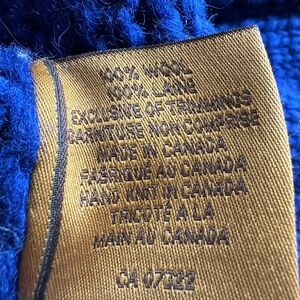 100% WOOL
100% LAINE
EXCLUSIVE OF TRIMMINGS
GARNITURE NON COMPRISE
MADE IN CANADA
FABRIQUÉ AU CANADA
HAND KNIT IN CANADA
TRICOTÉ A LA
MAIN AU CANADA
CA 07322